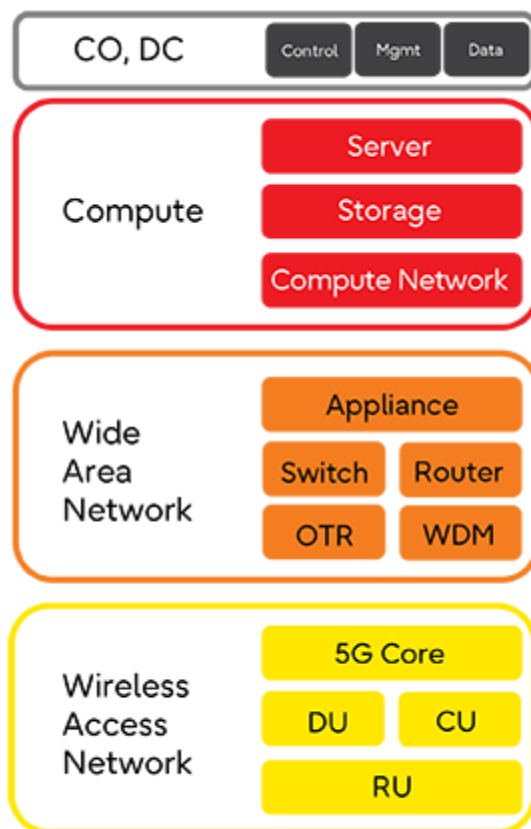 CO, DC
Control Mgmt Data
Compute
Server
Storage
Compute Network
Wide
Area
Network
Appliance
Switch Router
OTR WDM
Wireless
Access
Network
5G Core
DU CU
RU